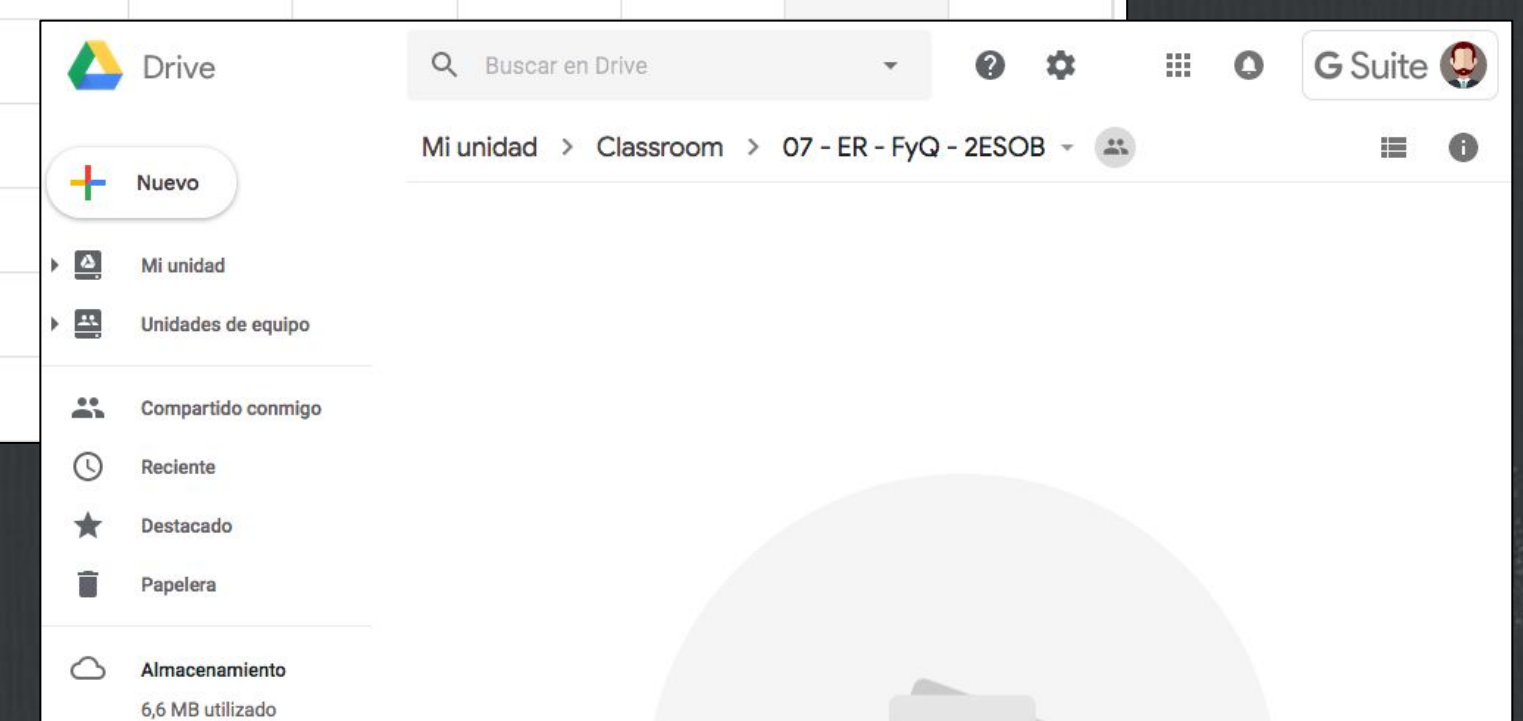 Drive
Buscar en Drive
G Suite
Mi unidad > Classroom > 07 - ER - FyQ - 2ESOB
Nuevo
Mi unidad
Unidades de equipo
Compartido conmigo
Reciente
Destacado
Papelera
Almacenamiento
6,6 MB utilizado